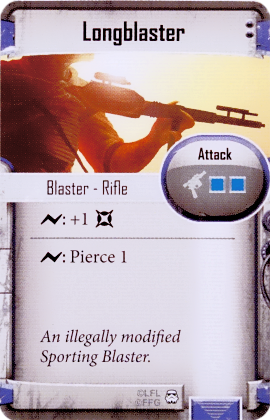 Longblaster
Attack
Blaster - Rifle
: +1
: Pierce 1
An illegally modified
Sporting Blaster.
©LFL
©FFG